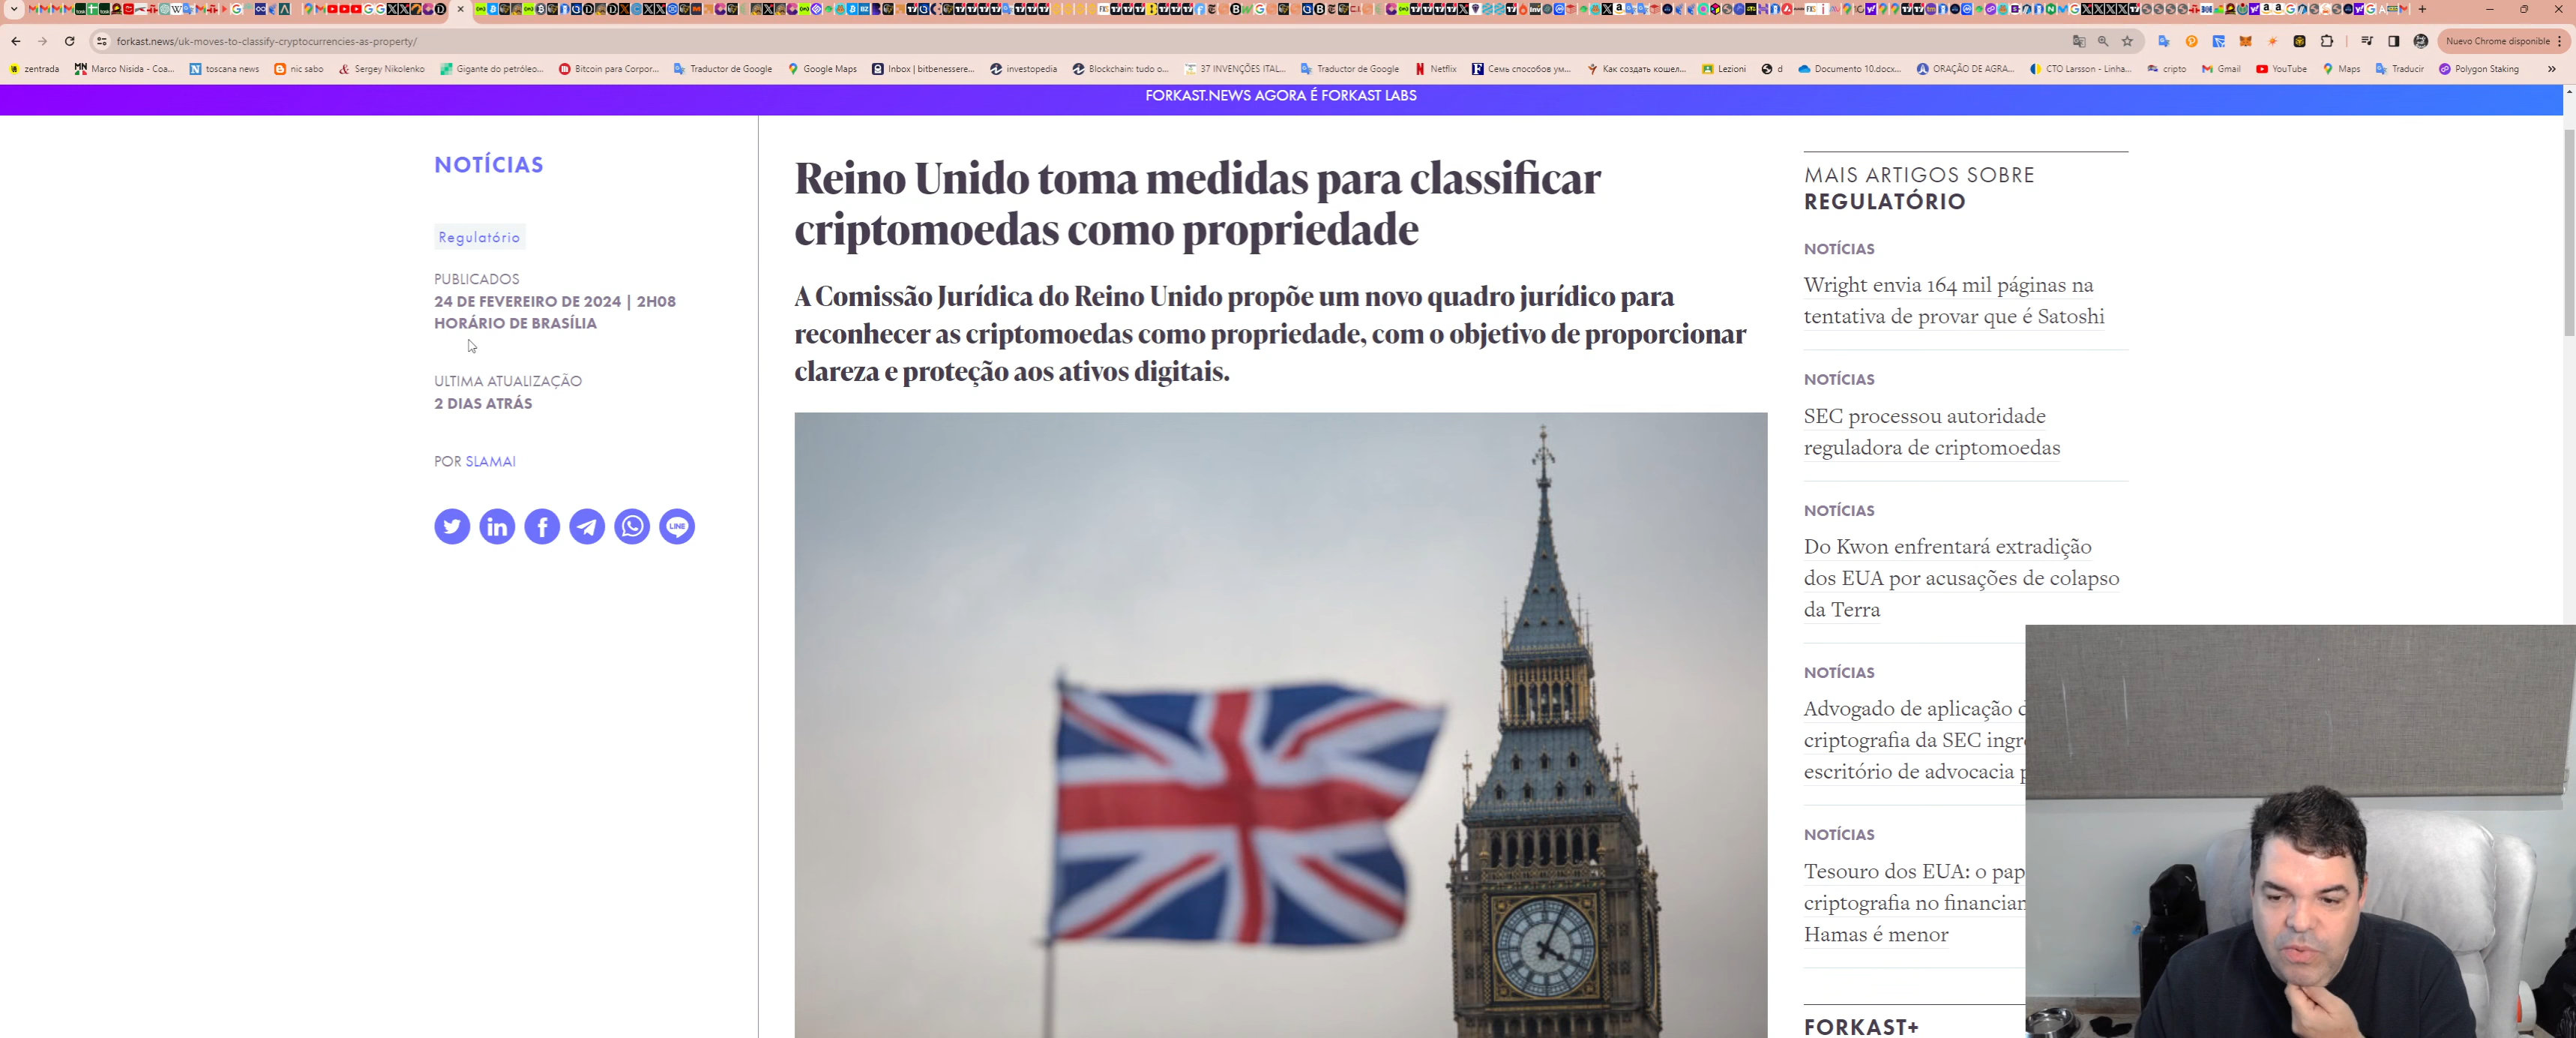 forkast.news/uk-moves-to-classify-cryptocurrencies-as-property/
Nuevo Chrome disponible
zentrada
Marco Nisida - Coa...
toscana news
nic sabo
Sergey Nikolenko
Gigante do petróleo...
Bitcoin para Corpor...
Traductor de Google
Google Maps
Inbox | bitbenessere...
investopedia
Blockchain: tudo o...
37 INVENÇÕES ITAL...
Traductor de Google
Netflix
Семь способов ум...
Как создать кошел...
Lezioni
d
Documento 10.docx...
ORAÇÃO DE AGRA...
CTO Larsson - Linha...
cripto
Gmail
YouTube
Maps
Traducir
Polygon Staking
FORKAST.NEWS AGORA É FORKAST LABS
NOTÍCIAS
Regulatório
PUBLICADOS
24 DE FEVEREIRO DE 2024 | 2H08
HORÁRIO DE BRASÍLIA
ULTIMA ATUALIZAÇÃO
2 DIAS ATRÁS
POR SLAMAI
LINE
Reino Unido toma medidas para classificar
criptomoedas como propriedade
A Comissão Jurídica do Reino Unido propõe um novo quadro jurídico para
reconhecer as criptomoedas como propriedade, com o objetivo de proporcionar
clareza e proteção aos ativos digitais.
MAIS ARTIGOS SOBRE
REGULATÓRIO
NOTÍCIAS
Wright envia 164 mil páginas na
tentativa de provar que é Satoshi
NOTÍCIAS
SEC processou autoridade
reguladora de criptomoedas
NOTÍCIAS
Do Kwon enfrentará extradição
dos EUA por acusações de colapso
da Terra
NOTÍCIAS
Advogado de aplicação
criptografia da SEC
escritório de advocacia
NOTÍCIAS
Tesouro dos EUA: o
criptografia no
Hamas é menor
FORKAST+